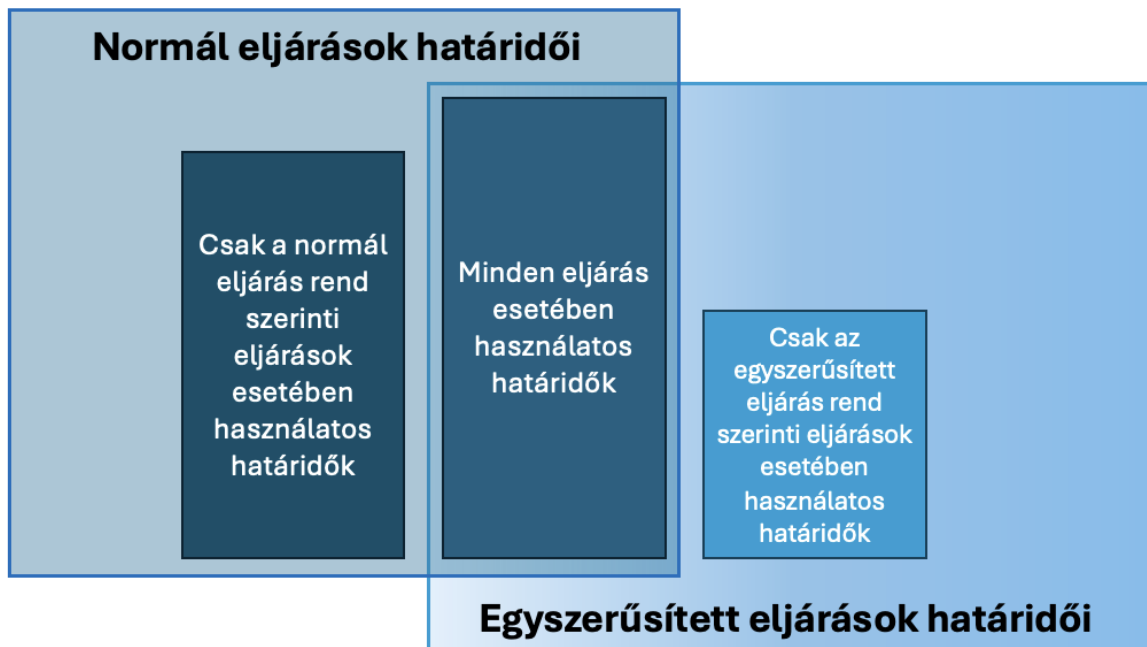 Normál eljárások határidői
Csak a normál
eljárás rend
szerinti
eljárások
esetében
használatos
határidők
Minden eljárás
esetében
használatos
határidők
Csak az
egyszerűsített
eljárás rend
szerinti eljárások
esetében
használatos
határidők
Egyszerűsített eljárások határidői